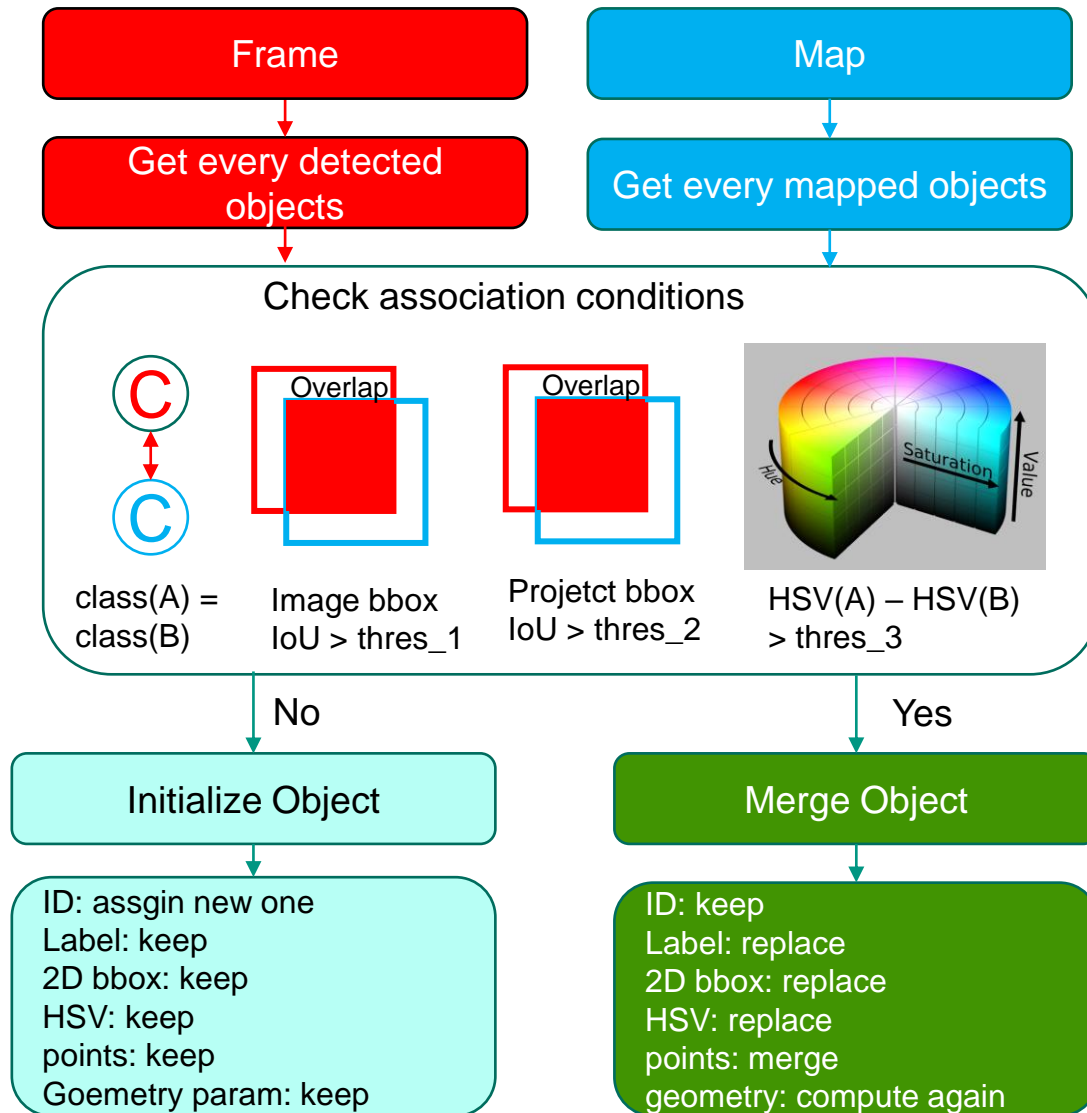 Frame
Map
Get every detected
objects
Get every mapped objects
Check association conditions
C
C
Overlap
Overlap
Hue
Saturation
Value
class(A) =
class(B)
Image bbox
IoU > thres_1
Projetct bbox
IoU > thres_2
HSV(A) – HSV(B)
> thres_3
No
Yes
Initialize Object
Merge Object
ID: assgin new one
Label: keep
2D bbox: keep
HSV: keep
points: keep
Goemetry param: keep
ID: keep
Label: replace
2D bbox: replace
HSV: replace
points: merge
geometry: compute again